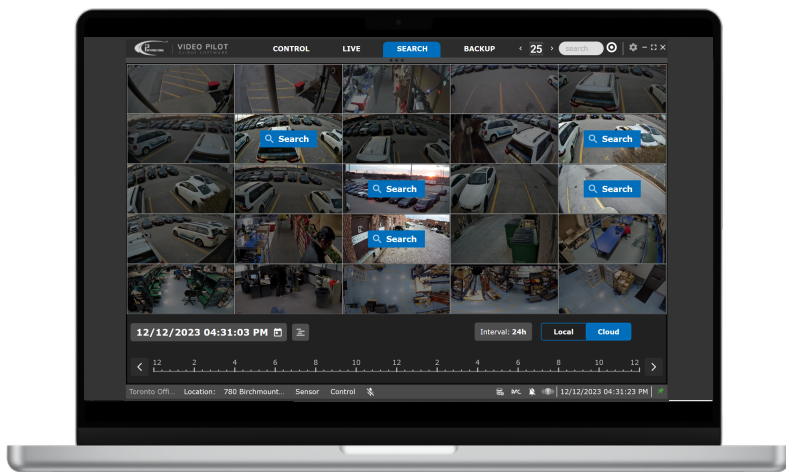 VIDEO PILOT
CONTROL LIVE SEARCH BACKUP ‹ 25 › search
Search
Search
Search
Search
Search
12/12/2023 04:31:03 PM Interval: 24h Local Cloud
12 2 4 6 8 10 12 2 4 6 8 10 12
Toronto Offi... Location: 780 Birchmount... Sensor Control 12/12/2023 04:31:23 PM